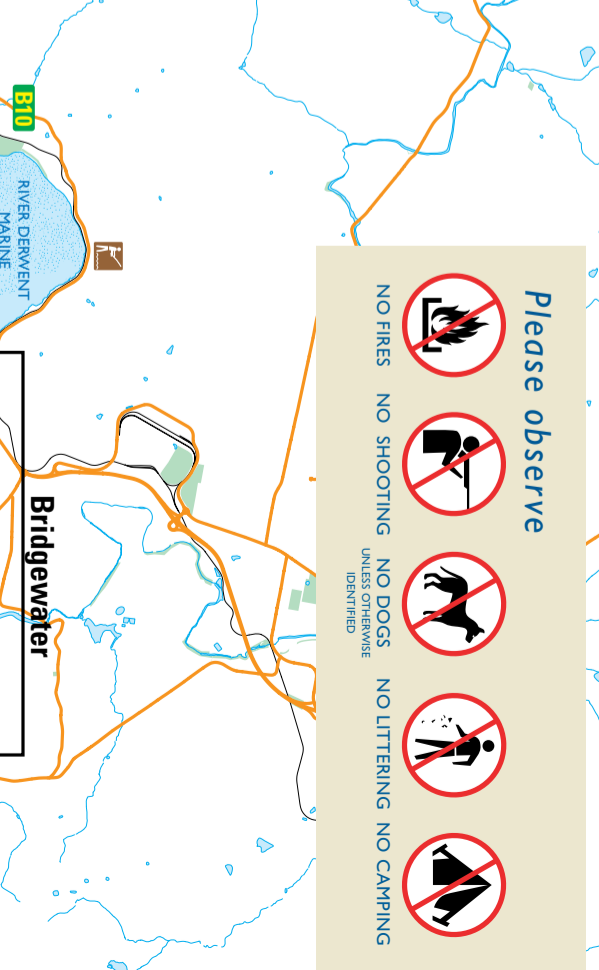 Please observe
NO FIRES
NO SHOOTING
NO DOGS
UNLESS OTHERWISE
IDENTIFIED
NO LITTERING
NO CAMPING
B10
RIVER DERWENT
MARINE
Bridgewater